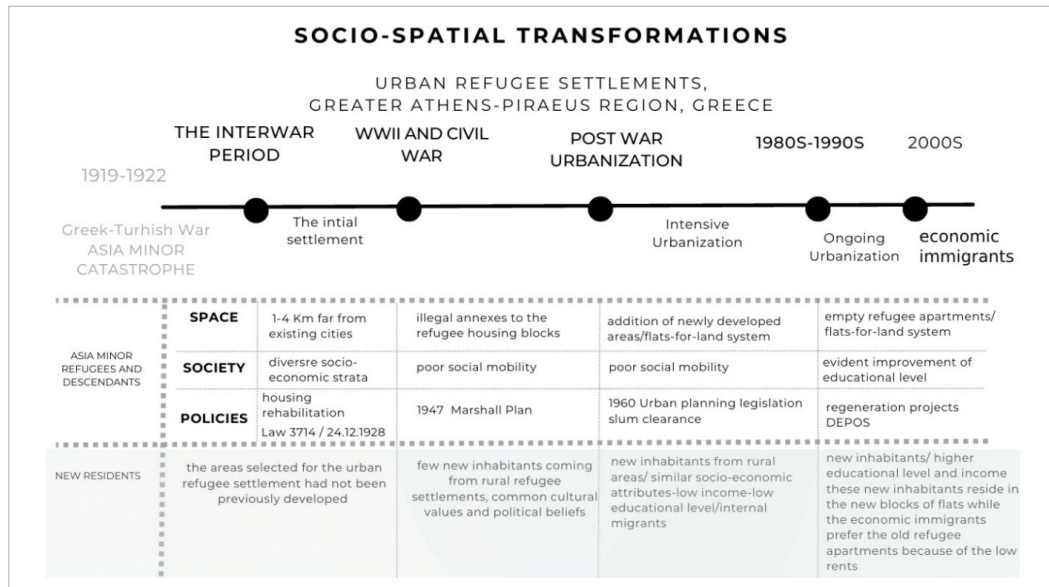 SOCIO-SPATIAL TRANSFORMATIONS
URBAN REFUGEE SETTLEMENTS,
GREATER ATHENS-PIRAEUS REGION, GREECE
1919-1922
THE INTERWAR
PERIOD
WWII AND CIVIL
WAR
POST WAR
URBANIZATION
1980S-1990S
2000S
Greek-Turhish War
ASIA MINOR
CATASTROPHE
The intial
settlement
Intensive
Urbanization
Ongoing
Urbanization
economic
immigrants
ASIA MINOR
REFUGEES AND
DESCENDANTS
SPACE
1-4 Km far from
existing cities
illegal annexes to the
refugee housing blocks
addition of newly developed
areas/flats-for-land system
empty refugee apartments/
flats-for-land system
SOCIETY
diversre socio-
economic strata
poor social mobility
poor social mobility
evident improvement of
educational level
POLICIES
housing
rehabilitation
Law 3714 / 24.12.1928
1947 Marshall Plan
1960 Urban planning legislation
slum clearance
regeneration projects
DEPOS
NEW RESIDENTS
the areas selected for the urban
refugee settlement had not been
previously developed
few new inhabitants coming
from rural refugee
settlements, common cultural
values and political beliefs
new inhabitants from rural
areas/ similar socio-economic
attributes-low income-low
educational level/internal
migrants
new inhabitants/ higher
educational level and income
these new inhabitants reside in
the new blocks of flats while
the economic immigrants
prefer the old refugee
apartments because of the low
rents